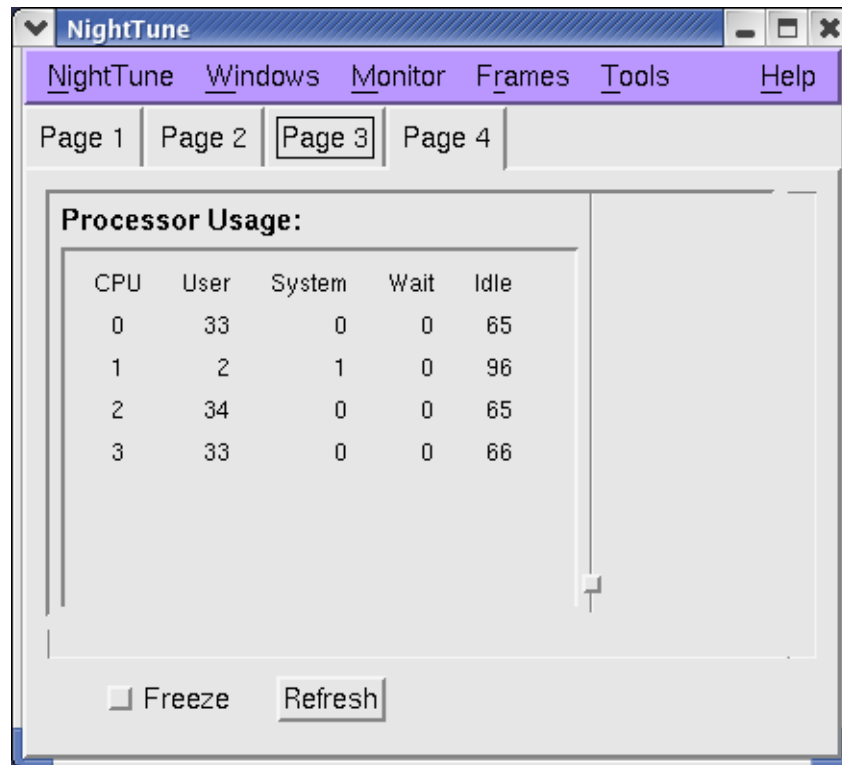 NightTune
NightTune Windows Monitor Frames Tools Help
Page 1 Page 2 Page 3 Page 4
Processor Usage:
CPU User System Wait Idle
0 33 0 0 65
1 2 1 0 96
2 34 0 0 65
3 33 0 0 66
Freeze Refresh